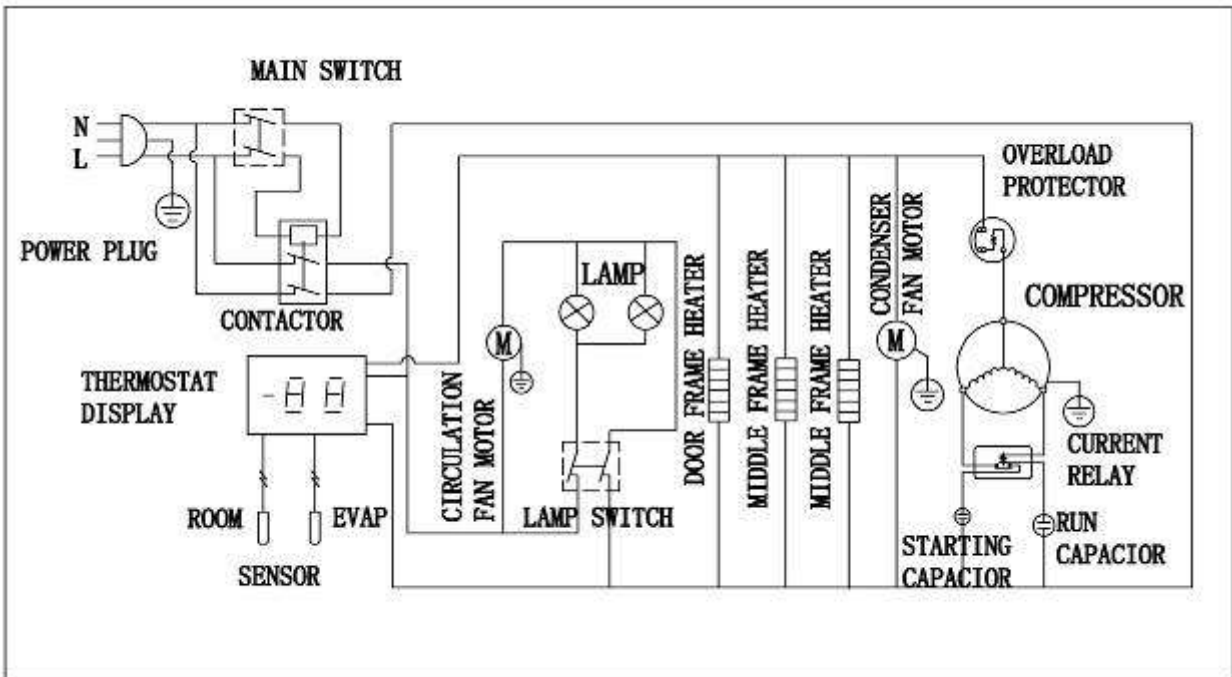 MAIN SWITCH
N
L
POWER PLUG
CONTACTOR
THERMOSTAT
DISPLAY
-88
ROOM
EVAP
SENSOR
CIRCULATION
FAN MOTOR
M
LAMP
LAMP SWITCH
DOOR FRAME HEATER
MIDDLE FRAME HEATER
MIDDLE FRAME HEATER
CONDENSER
FAN MOTOR
M
OVERLOAD
PROTECTOR
COMPRESSOR
CURRENT
RELAY
STARTING
CAPACIOR
RUN
CAPACIOR